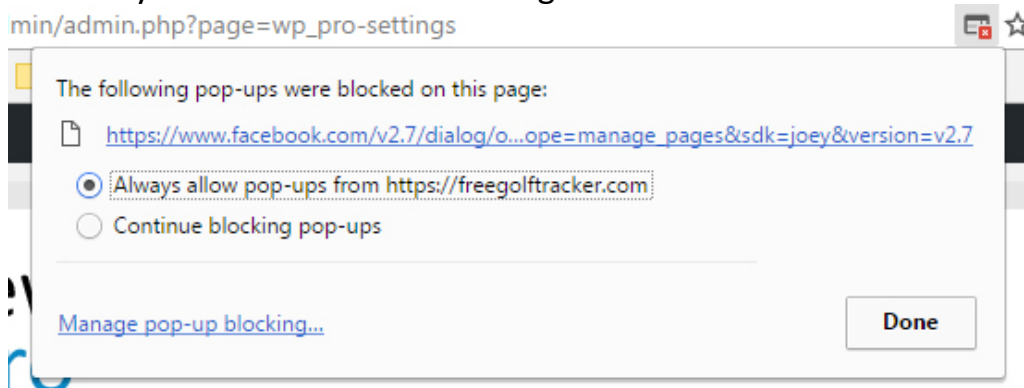 min/admin.php?page=wp_pro-settings
The following pop-ups were blocked on this page:
https://www.facebook.com/v2.7/dialog/o...ope=manage_pages&sdk=joey&version=v2.7
Always allow pop-ups from https://freegolftracker.com
Continue blocking pop-ups
Manage pop-up blocking...
Done